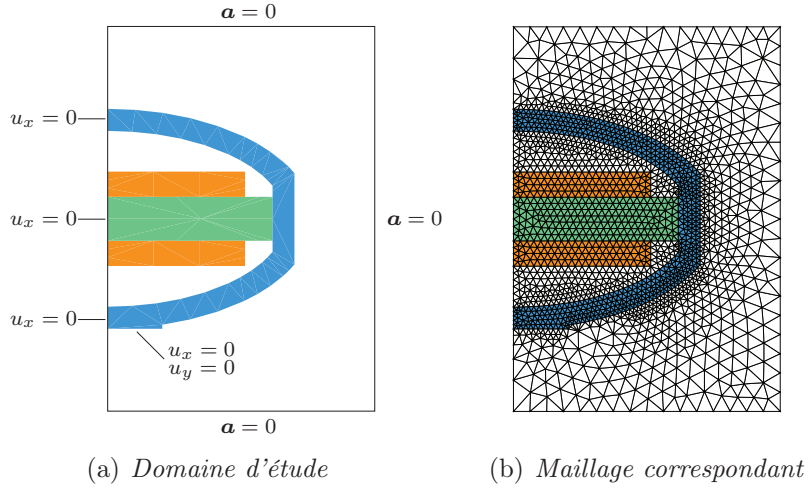 a = 0
u_x = 0
u_x = 0
a = 0
u_x = 0
u_x = 0
u_y = 0
a = 0
(a) Domaine d'étude
(b) Maillage correspondant